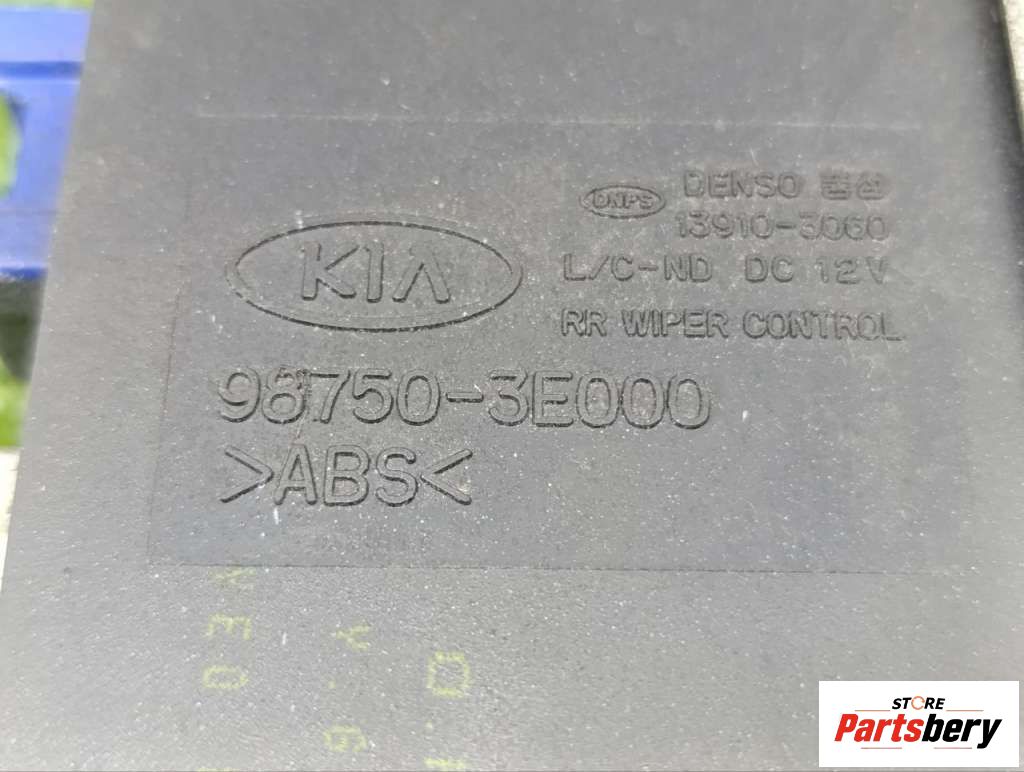 DENSO 풍성
DNPS
13910-3060
KIA
L/C-ND DC 12V
RR WIPER CONTROL
98750-3E000
>ABS<
STORE
Partsbery